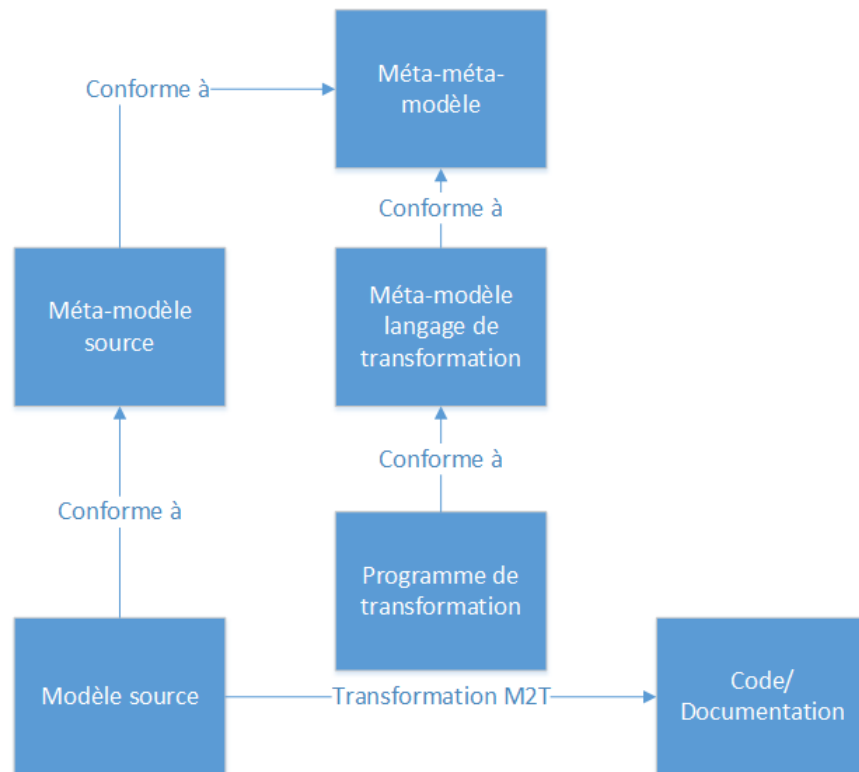 Méta-méta-
modèle
Conforme à
Conforme à
Méta-modèle
source
Méta-modèle
langage de
transformation
Conforme à
Conforme à
Programme de
transformation
Modèle source
Transformation M2T
Code/
Documentation